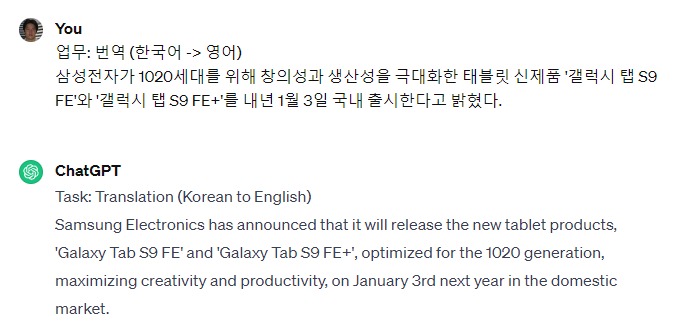 You
업무: 번역 (한국어 -> 영어)
삼성전자가 1020세대를 위해 창의성과 생산성을 극대화한 태블릿 신제품 '갤럭시 탭 S9
FE'와 '갤럭시 탭 S9 FE+'를 내년 1월 3일 국내 출시한다고 밝혔다.
ChatGPT
Task: Translation (Korean to English)
Samsung Electronics has announced that it will release the new tablet products,
'Galaxy Tab S9 FE' and 'Galaxy Tab S9 FE+', optimized for the 1020 generation,
maximizing creativity and productivity, on January 3rd next year in the domestic
market.